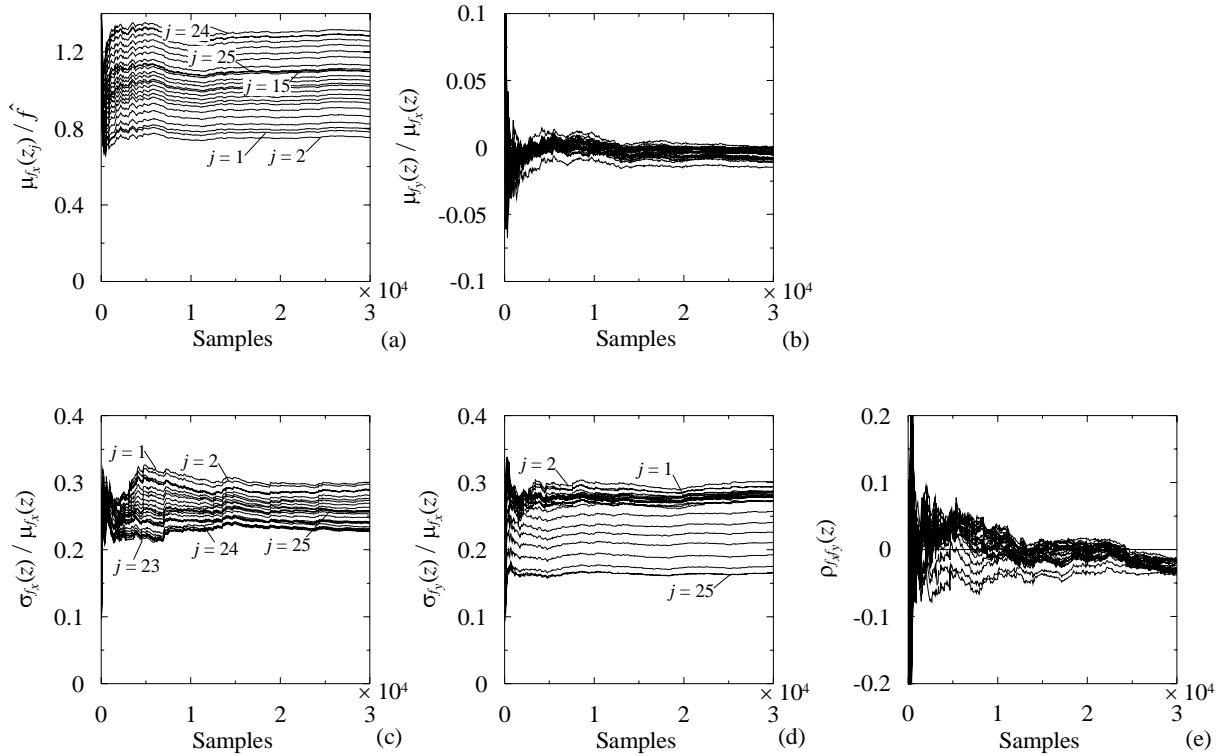 1.2
0.8
0.4
0
μ_{f_x}(z_j) / \hat{f}
j = 24
j = 25
j = 15
j = 1
j = 2
0 1 2 3
× 10^4
Samples
(a)
0.1
0.05
0
-0.05
-0.1
μ_{f_y}(z) / μ_{f_x}(z)
0 1 2 3
× 10^4
Samples
(b)
0.4
0.3
0.2
0.1
0
σ_{f_x}(z) / μ_{f_x}(z)
j = 1
j = 2
j = 23
j = 24
j = 25
0 1 2 3
× 10^4
Samples
(c)
0.4
0.3
0.2
0.1
0
σ_{f_y}(z) / μ_{f_x}(z)
j = 2
j = 1
j = 25
0 1 2 3
× 10^4
Samples
(d)
0.2
0.1
0
-0.1
-0.2
ρ_{f_x f_y}(z)
0 1 2 3
× 10^4
Samples
(e)